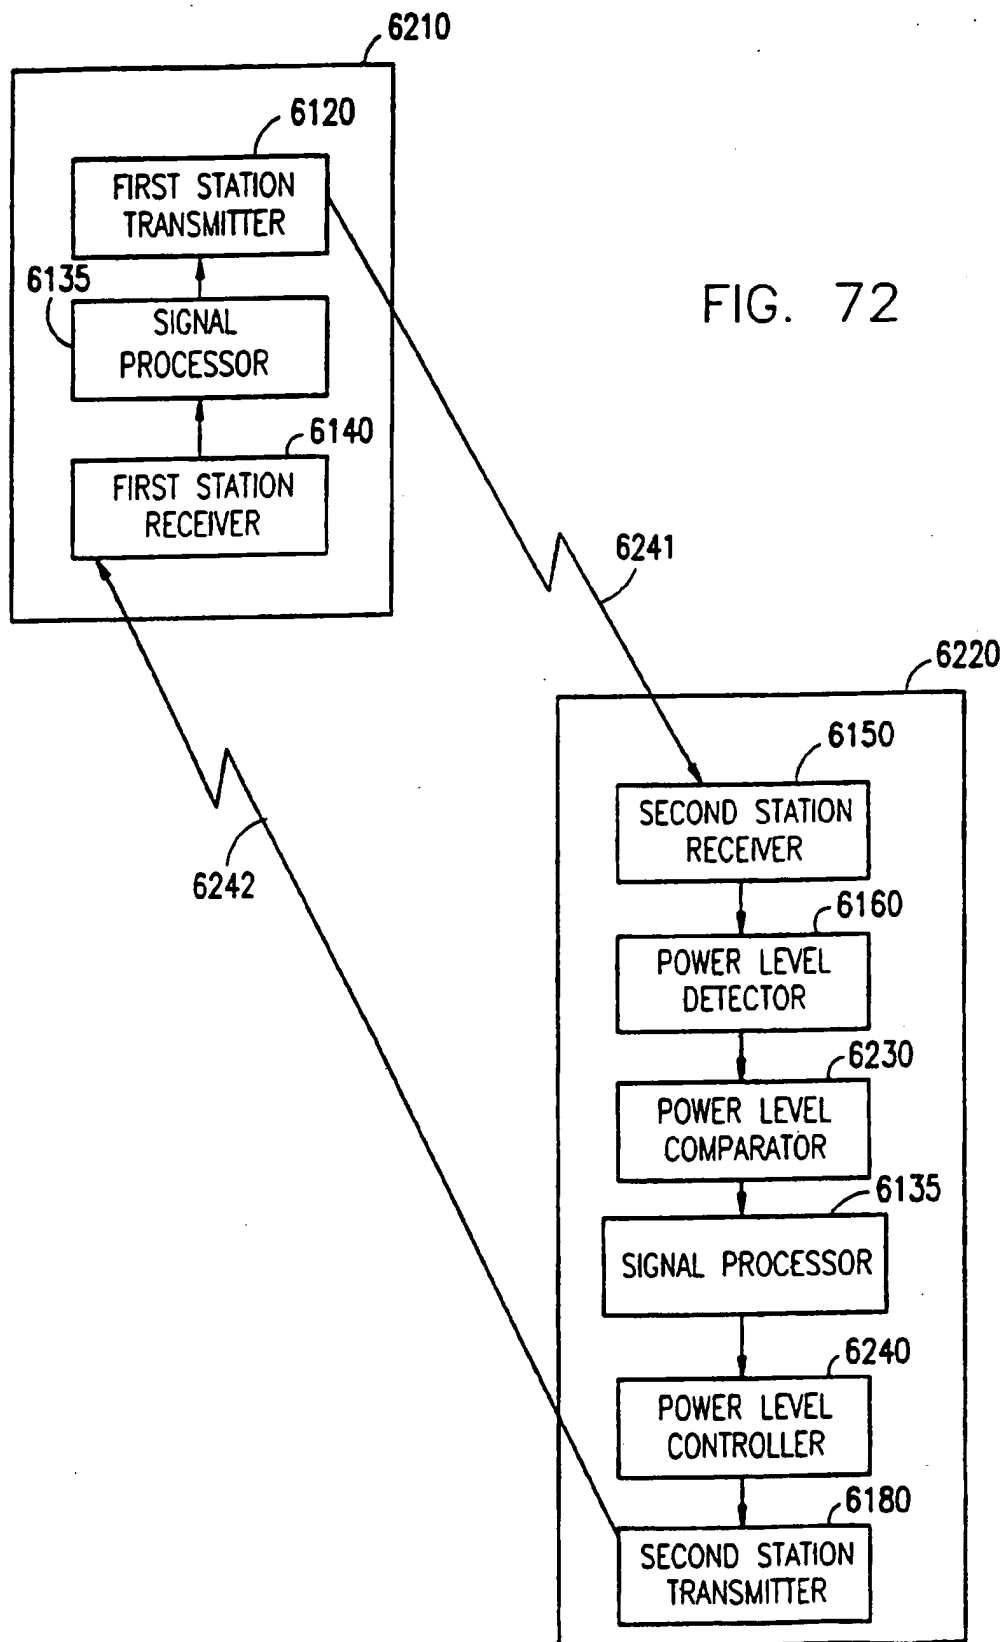 6210
6120
FIRST STATION
TRANSMITTER
6135
SIGNAL
PROCESSOR
FIG. 72
6140
FIRST STATION
RECEIVER
6241
6220
6150
SECOND STATION
RECEIVER
6242
6160
POWER LEVEL
DETECTOR
6230
POWER LEVEL
COMPARATOR
6135
SIGNAL PROCESSOR
6240
POWER LEVEL
CONTROLLER
6180
SECOND STATION
TRANSMITTER